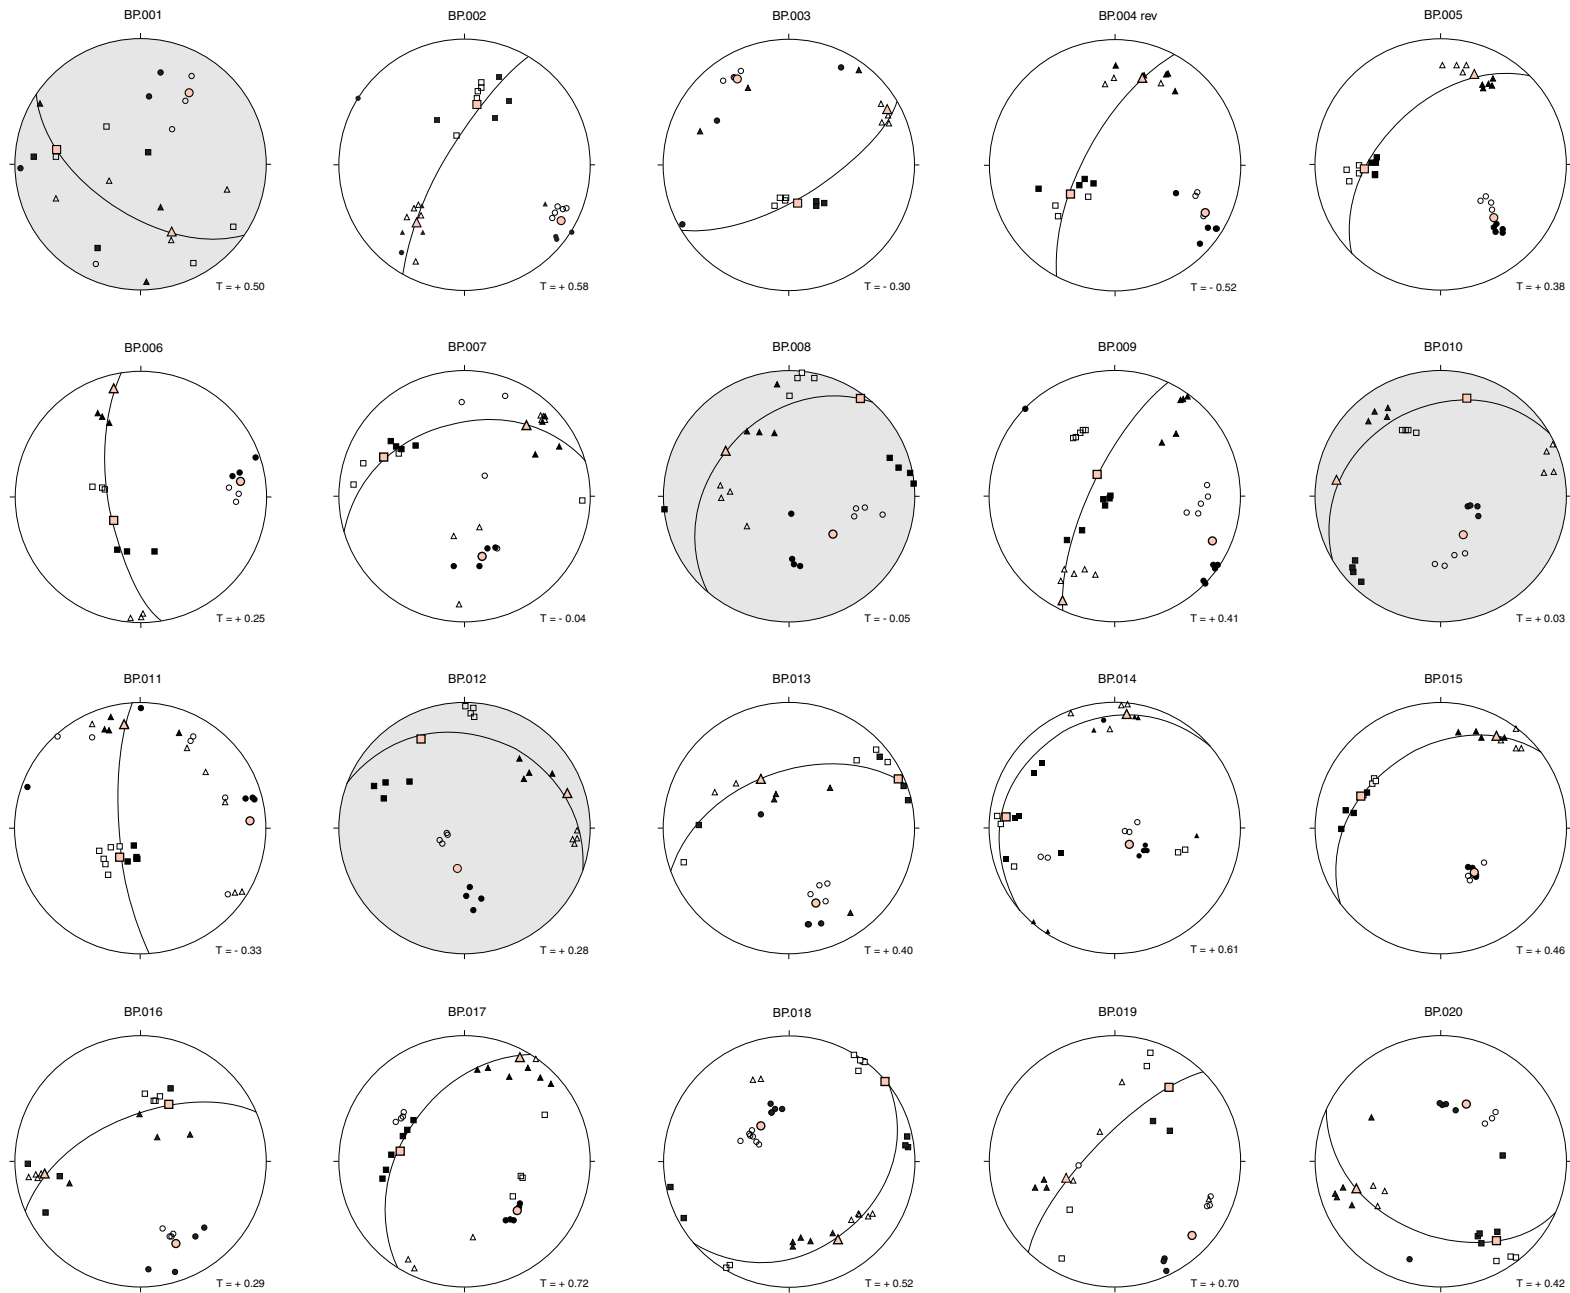 BP.001 BP.002 BP.003 BP.004 rev BP.005
T = + 0.50 T = + 0.58 T = - 0.30 T = - 0.52 T = + 0.38
BP.006 BP.007 BP.008 BP.009 BP.010
T = + 0.25 T = - 0.04 T = - 0.05 T = + 0.41 T = + 0.03
BP.011 BP.012 BP.013 BP.014 BP.015
T = - 0.33 T = + 0.28 T = + 0.40 T = + 0.61 T = + 0.46
BP.016 BP.017 BP.018 BP.019 BP.020
T = + 0.29 T = + 0.72 T = + 0.52 T = + 0.70 T = + 0.42